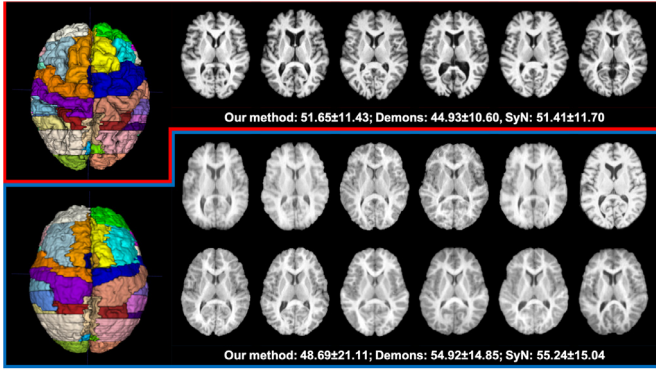 Our method: 51.65±11.43; Demons: 44.93±10.60, SyN: 51.41±11.70
Our method: 48.69±21.11; Demons: 54.92±14.85; SyN: 55.24±15.04